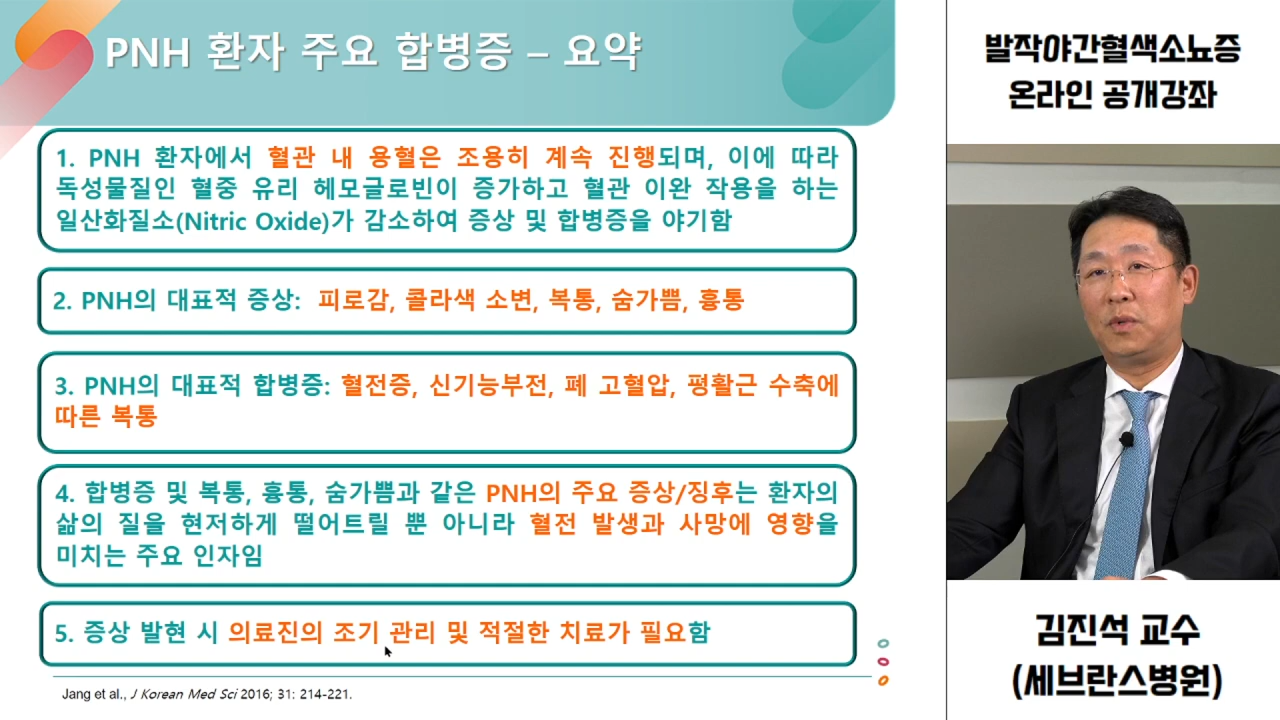 PNH 환자 주요 합병증 – 요약
1. PNH 환자에서 혈관 내 용혈은 조용히 계속 진행되며, 이에 따라
독성물질인 혈중 유리 헤모글로빈이 증가하고 혈관 이완 작용을 하는
일산화질소(Nitric Oxide)가 감소하여 증상 및 합병증을 야기함
2. PNH의 대표적 증상: 피로감, 콜라색 소변, 복통, 숨가쁨, 흉통
3. PNH의 대표적 합병증: 혈전증, 신기능부전, 폐 고혈압, 평활근 수축에
따른 복통
4. 합병증 및 복통, 흉통, 숨가쁨과 같은 PNH의 주요 증상/징후는 환자의
삶의 질을 현저하게 떨어트릴 뿐 아니라 혈전 발생과 사망에 영향을
미치는 주요 인자임
5. 증상 발현 시 의료진의 조기 관리 및 적절한 치료가 필요함
Jang et al., J Korean Med Sci 2016; 31: 214-221.
발작야간혈색소뇨증
온라인 공개강좌
김진석 교수
(세브란스병원)